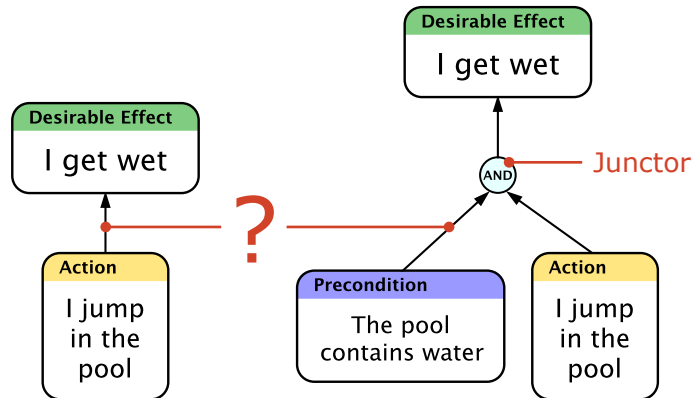 Desirable Effect
I get wet
Desirable Effect
I get wet
AND
Junctor
?
Action
I jump
in the
pool
Precondition
The pool
contains water
Action
I jump
in the
pool